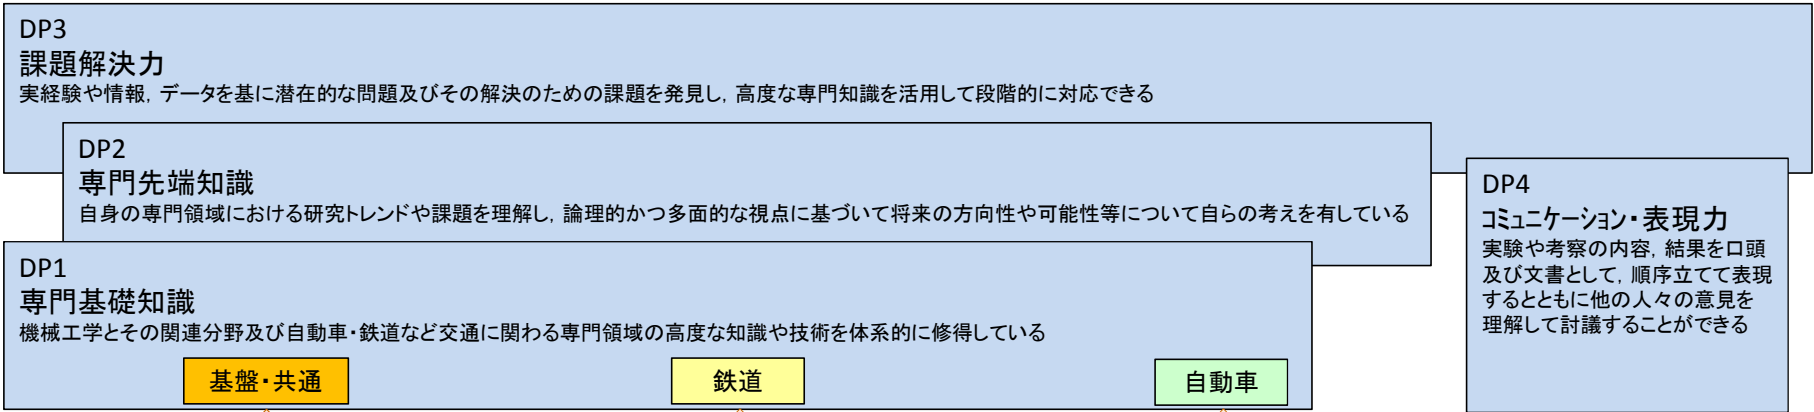 DP3
課題解決力
実経験や情報，データを基に潜在的な問題及びその解決のための課題を発見し，高度な専門知識を活用して段階的に対応できる
DP2
専門先端知識
自身の専門領域における研究トレンドや課題を理解し，論理的かつ多面的な視点に基づいて将来の方向性や可能性等について自らの考えを有している
DP1
専門基礎知識
機械工学とその関連分野及び自動車・鉄道など交通に関わる専門領域の高度な知識や技術を体系的に修得している
基盤・共通
鉄道
自動車
DP4
コミュニケーション・表現力
実験や考察の内容，結果を口頭
及び文書として，順序立てて表現
するとともに他の人々の意見を
理解して討議することができる